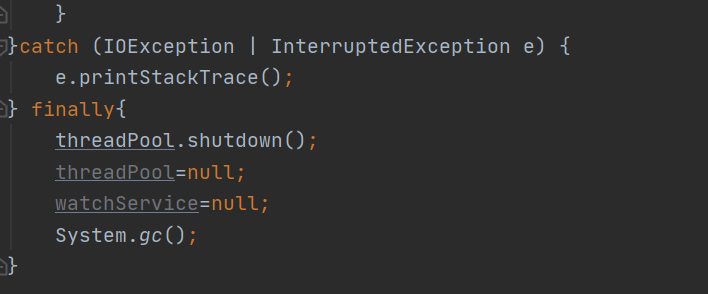 }
}catch (IOException | InterruptedException e) {
e.printStackTrace();
} finally{
threadPool.shutdown();
threadPool=null;
watchService=null;
System.gc();
}